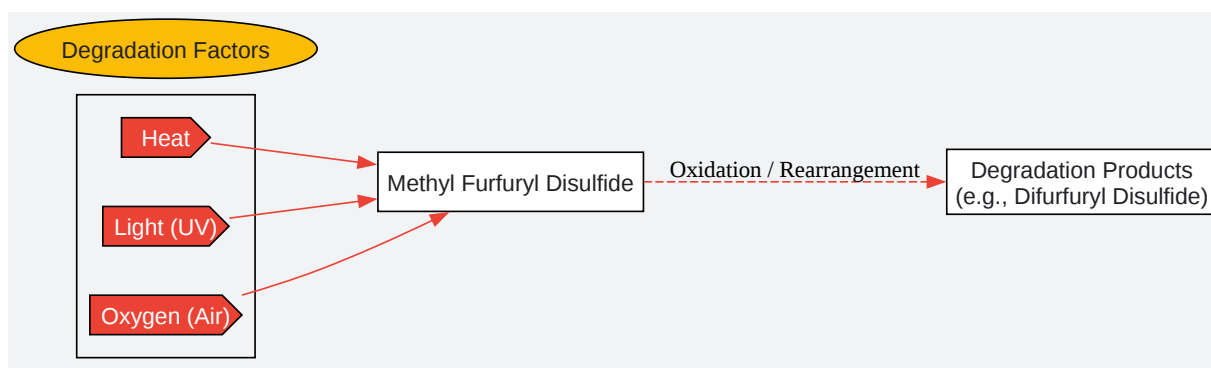 Degradation Factors
Heat
Light (UV)
Oxygen (Air)
Methyl Furfuryl Disulfide
Oxidation / Rearrangement
Degradation Products
(e.g., Difurfuryl Disulfide)